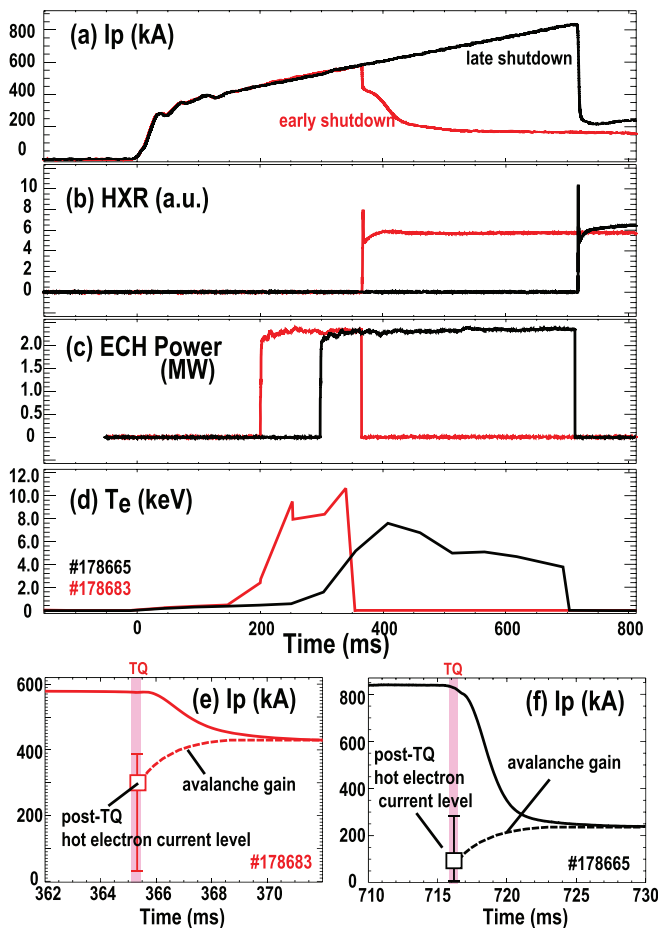 800
600
400
200
0
(a) Ip (kA)
late shutdown
early shutdown
10
8
6
4
2
0
(b) HXR (a.u.)
2.0
1.5
1.0
0.5
0
(c) ECH Power
(MW)
12.0
10.0
8.0
6.0
4.0
2.0
0.0
(d) Te (keV)
#178665
#178683
0 200 400 600 800
Time (ms)
TQ
600
400
200
0
(e) Ip (kA)
avalanche gain
post-TQ
hot electron current level
#178683
362 364 366 368 370
Time (ms)
TQ
800
600
400
200
0
(f) Ip (kA)
post-TQ
hot electron
current level
avalanche gain
#178665
710 715 720 725 730
Time (ms)